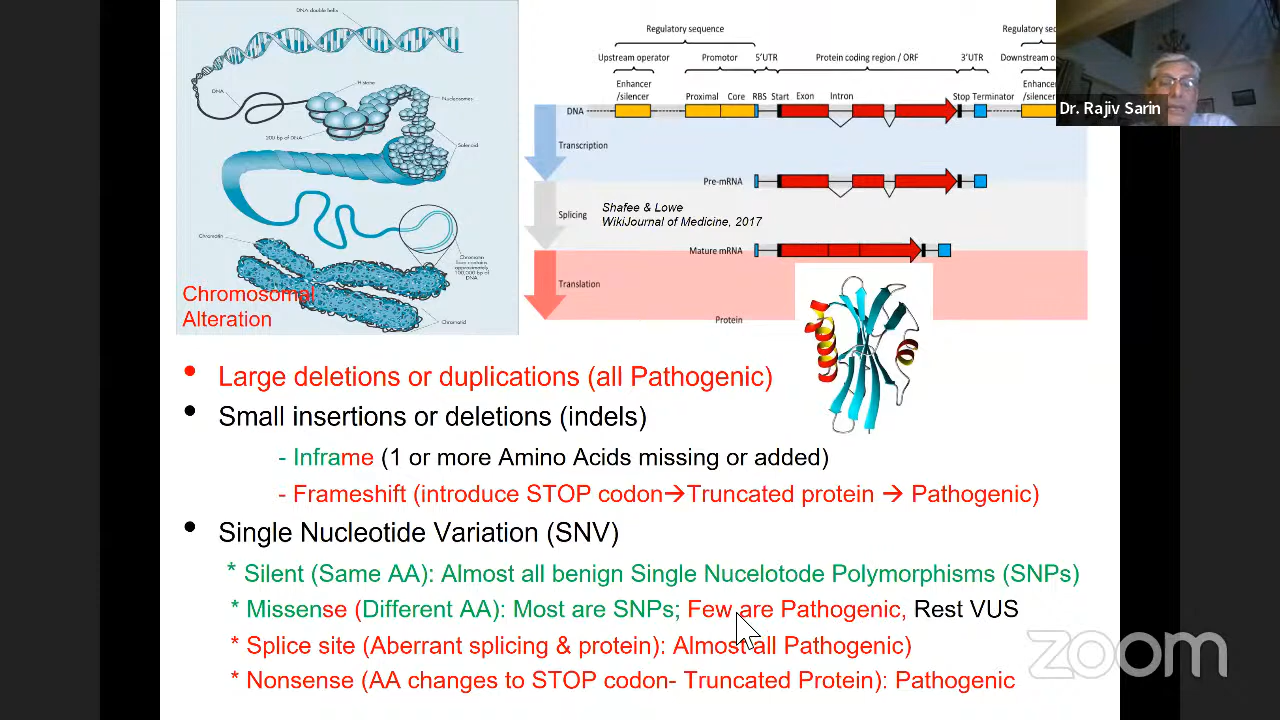 DNA double helix
DNA
Histone
Nucleosomes
200 bp of DNA
Solenoid
Chromatin
Chromatid
Chromosomal
Alteration
Regulatory sequence
Regulatory seq
Upstream operator
Promotor
5'UTR
Protein coding region / ORF
3'UTR
Downstream op
Enhancer
/silencer
Proximal
Core
RBS
Start
Exon
Intron
Stop
Terminator
Enhancer
/silencer
DNA
Transcription
Pre-mRNA
Splicing
Shafee & Lowe
WikiJournal of Medicine, 2017
Mature mRNA
Translation
Protein
Dr. Rajiv Sarin
• Large deletions or duplications (all Pathogenic)
• Small insertions or deletions (indels)
- Inframe (1 or more Amino Acids missing or added)
- Frameshift (introduce STOP codon→Truncated protein → Pathogenic)
• Single Nucleotide Variation (SNV)
* Silent (Same AA): Almost all benign Single Nucelotode Polymorphisms (SNPs)
* Missense (Different AA): Most are SNPs; Few are Pathogenic, Rest VUS
* Splice site (Aberrant splicing & protein): Almost all Pathogenic)
* Nonsense (AA changes to STOP codon- Truncated Protein): Pathogenic
zoom